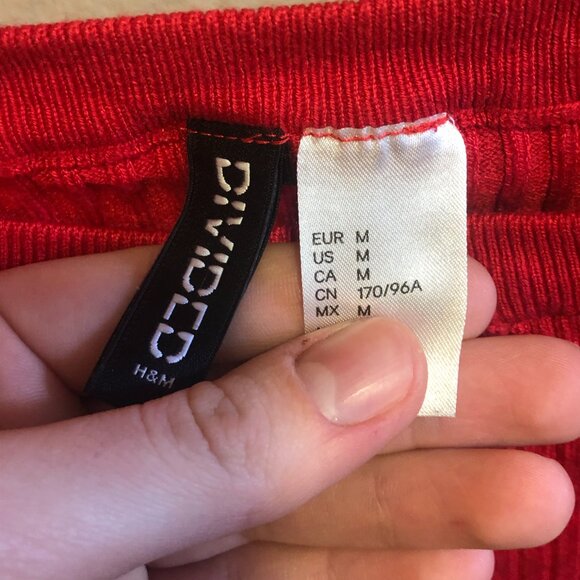 DIVIDED
H&M
EUR M
US M
CA M
CN 170/96A
MX M